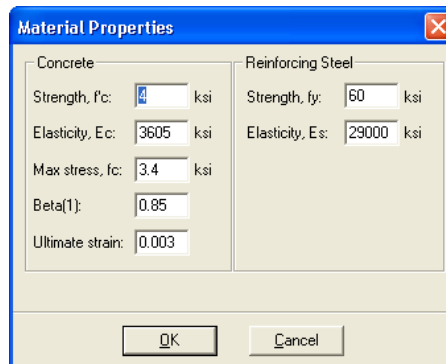 Material Properties
Concrete
Strength, f'c: 4 ksi
Elasticity, Ec: 3605 ksi
Max stress, fc: 3.4 ksi
Beta(1): 0.85
Ultimate strain: 0.003
Reinforcing Steel
Strength, fy: 60 ksi
Elasticity, Es: 29000 ksi
OK Cancel